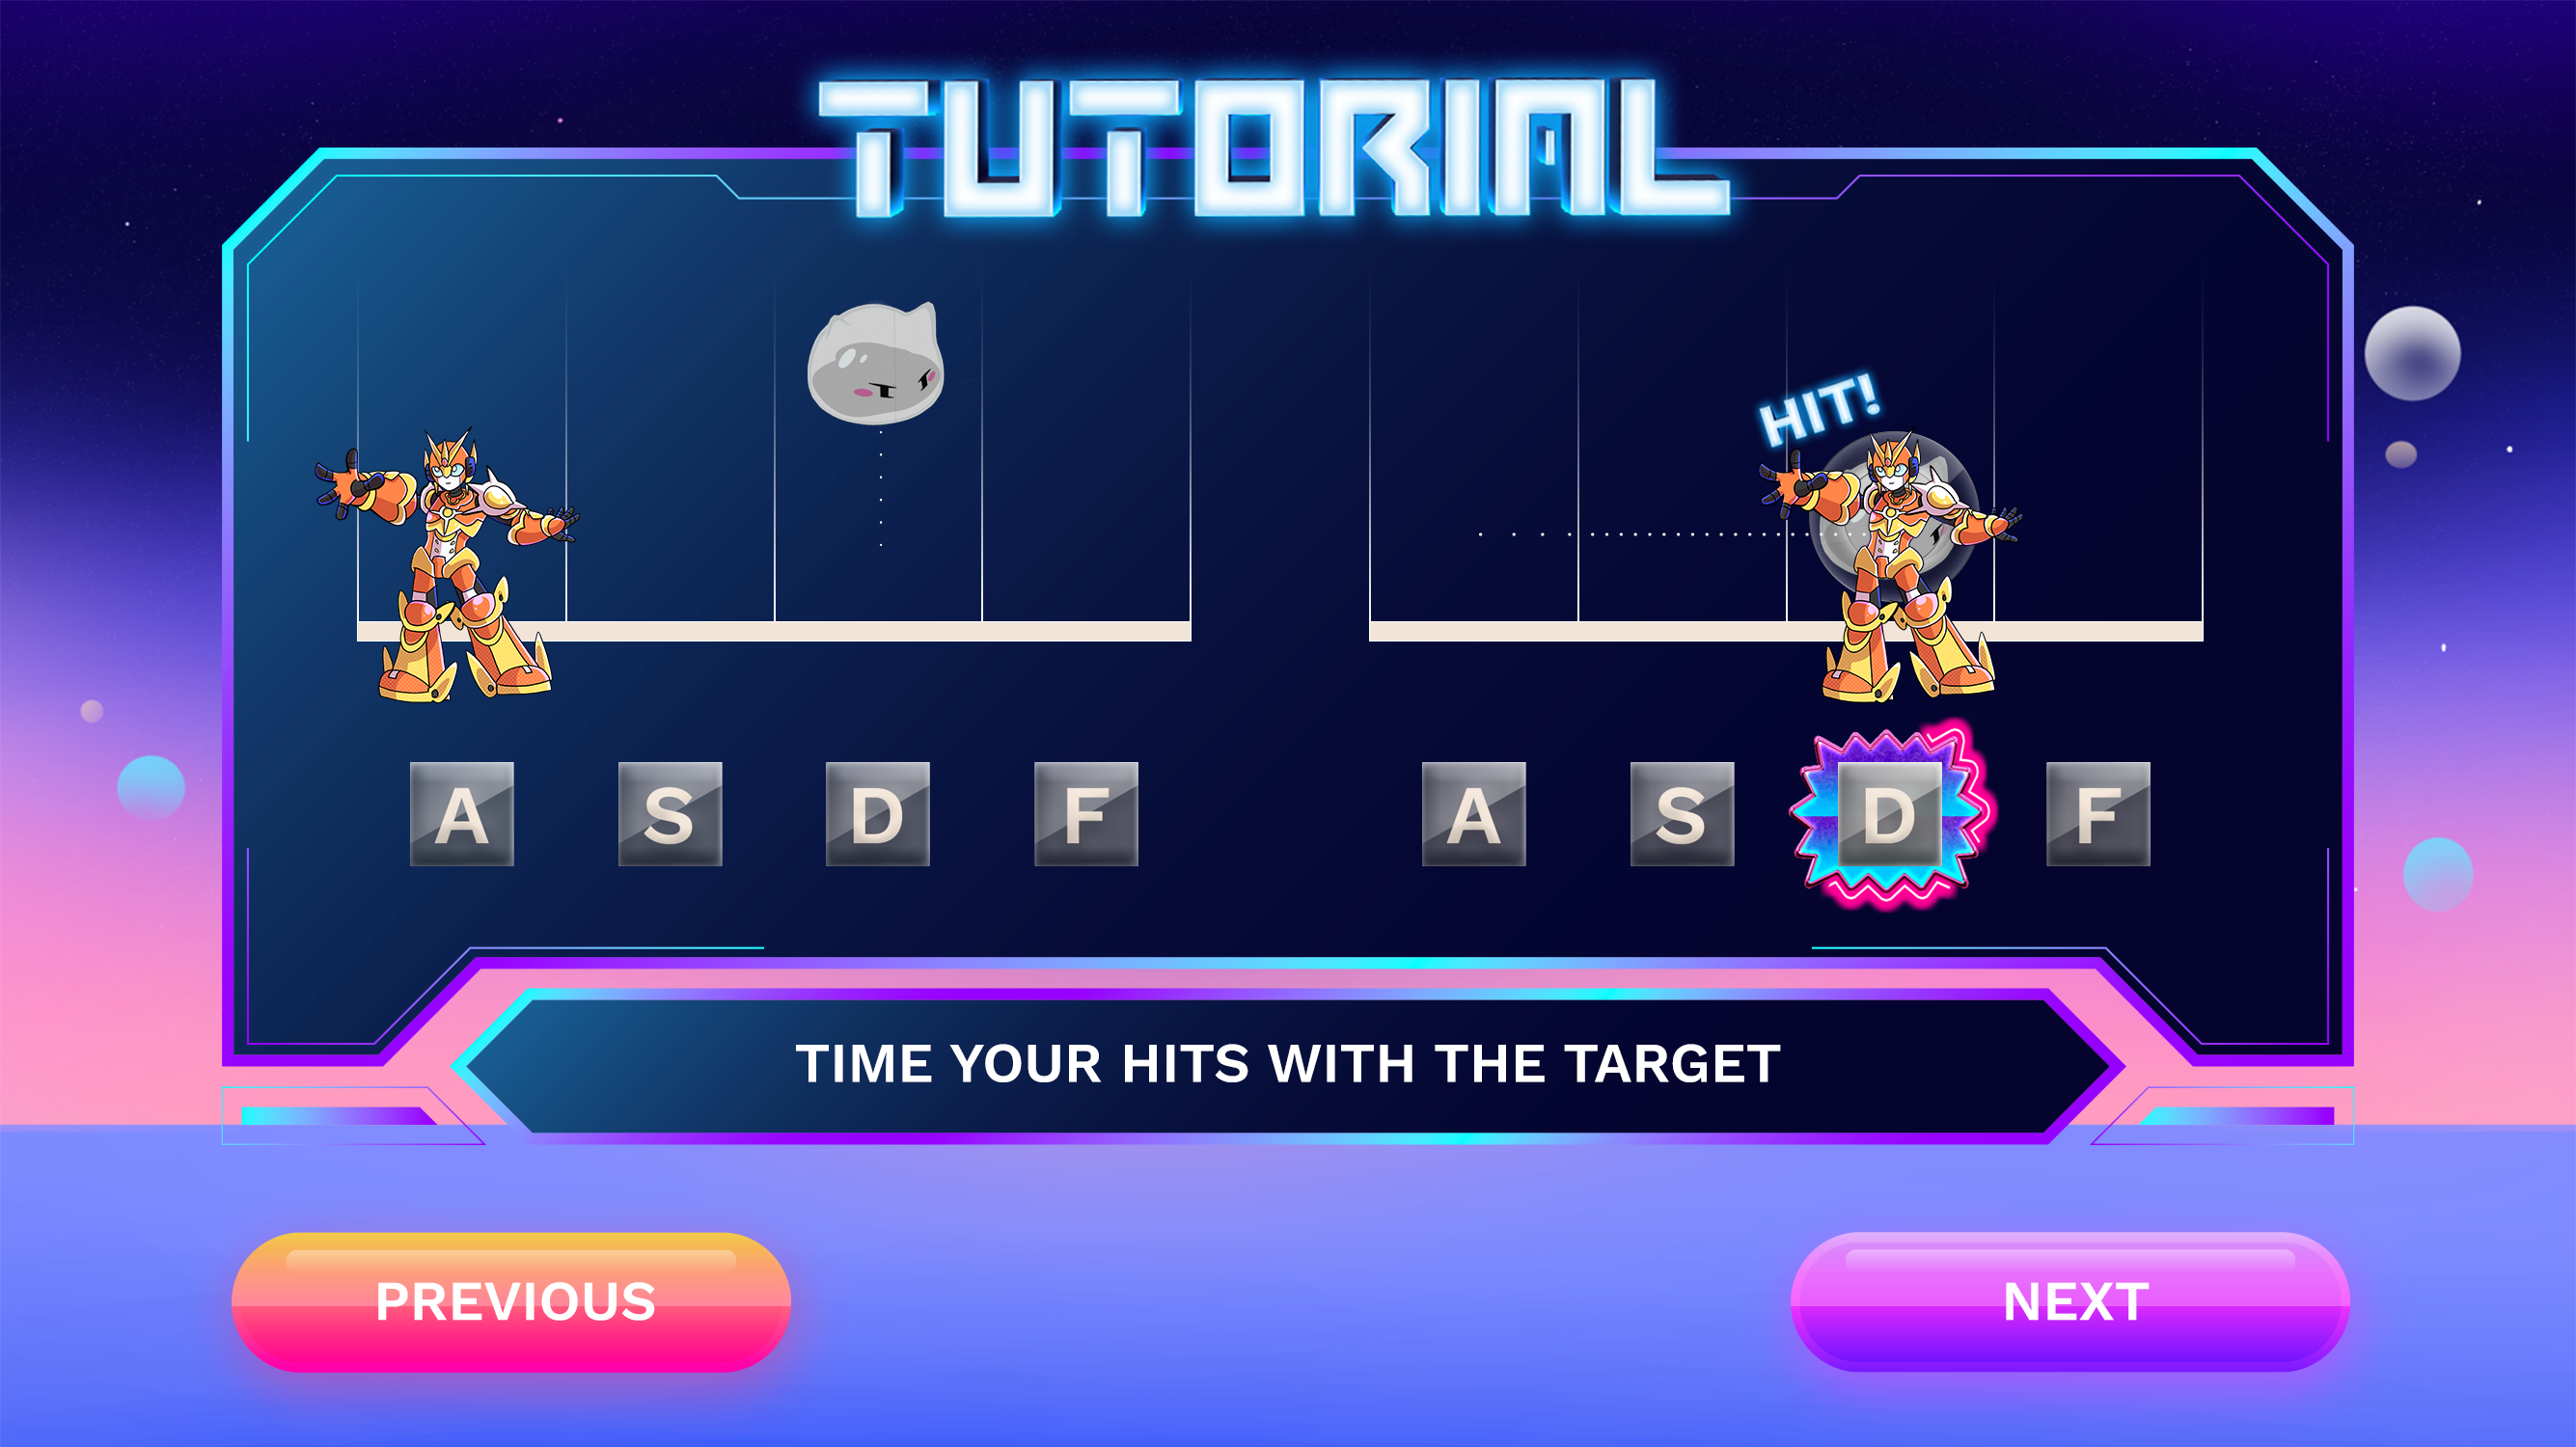 TUTORIAL
HIT!
A S D F A S D F
TIME YOUR HITS WITH THE TARGET
PREVIOUS NEXT